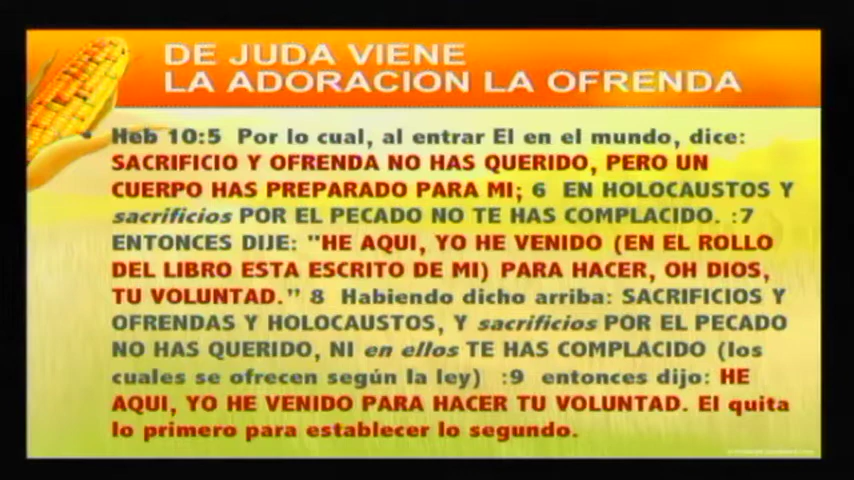 DE JUDA VIENE
LA ADORACION LA OFRENDA
• Heb 10:5 Por lo cual, al entrar El en el mundo, dice:
SACRIFICIO Y OFRENDA NO HAS QUERIDO, PERO UN
CUERPO HAS PREPARADO PARA MI; 6 EN HOLOCAUSTOS Y
sacrificios POR EL PECADO NO TE HAS COMPLACIDO. :7
ENTONCES DIJE: "HE AQUI, YO HE VENIDO (EN EL ROLLO
DEL LIBRO ESTA ESCRITO DE MI) PARA HACER, OH DIOS,
TU VOLUNTAD." 8 Habiendo dicho arriba: SACRIFICIOS Y
OFRENDAS Y HOLOCAUSTOS, Y sacrificios POR EL PECADO
NO HAS QUERIDO, NI en ellos TE HAS COMPLACIDO (los
cuales se ofrecen según la ley) :9 entonces dijo: HE
AQUI, YO HE VENIDO PARA HACER TU VOLUNTAD. El quita
lo primero para establecer lo segundo.